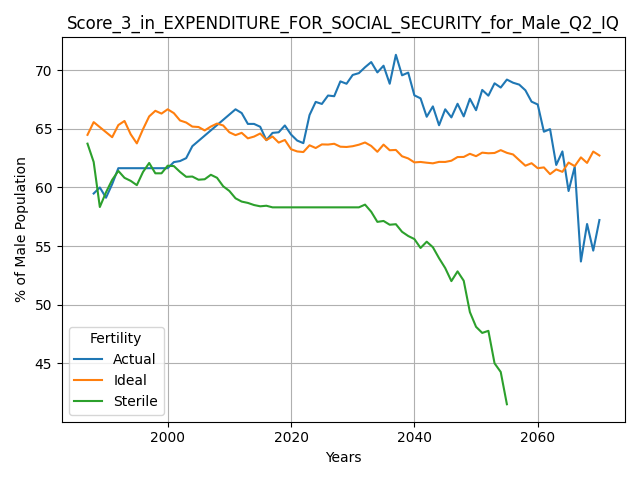 Score_3_in_EXPENDITURE_FOR_SOCIAL_SECURITY_for_Male_Q2_IQ
% of Male Population
70
65
60
55
50
45
Fertility
Actual
Ideal
Sterile
2000
2020
2040
2060
Years